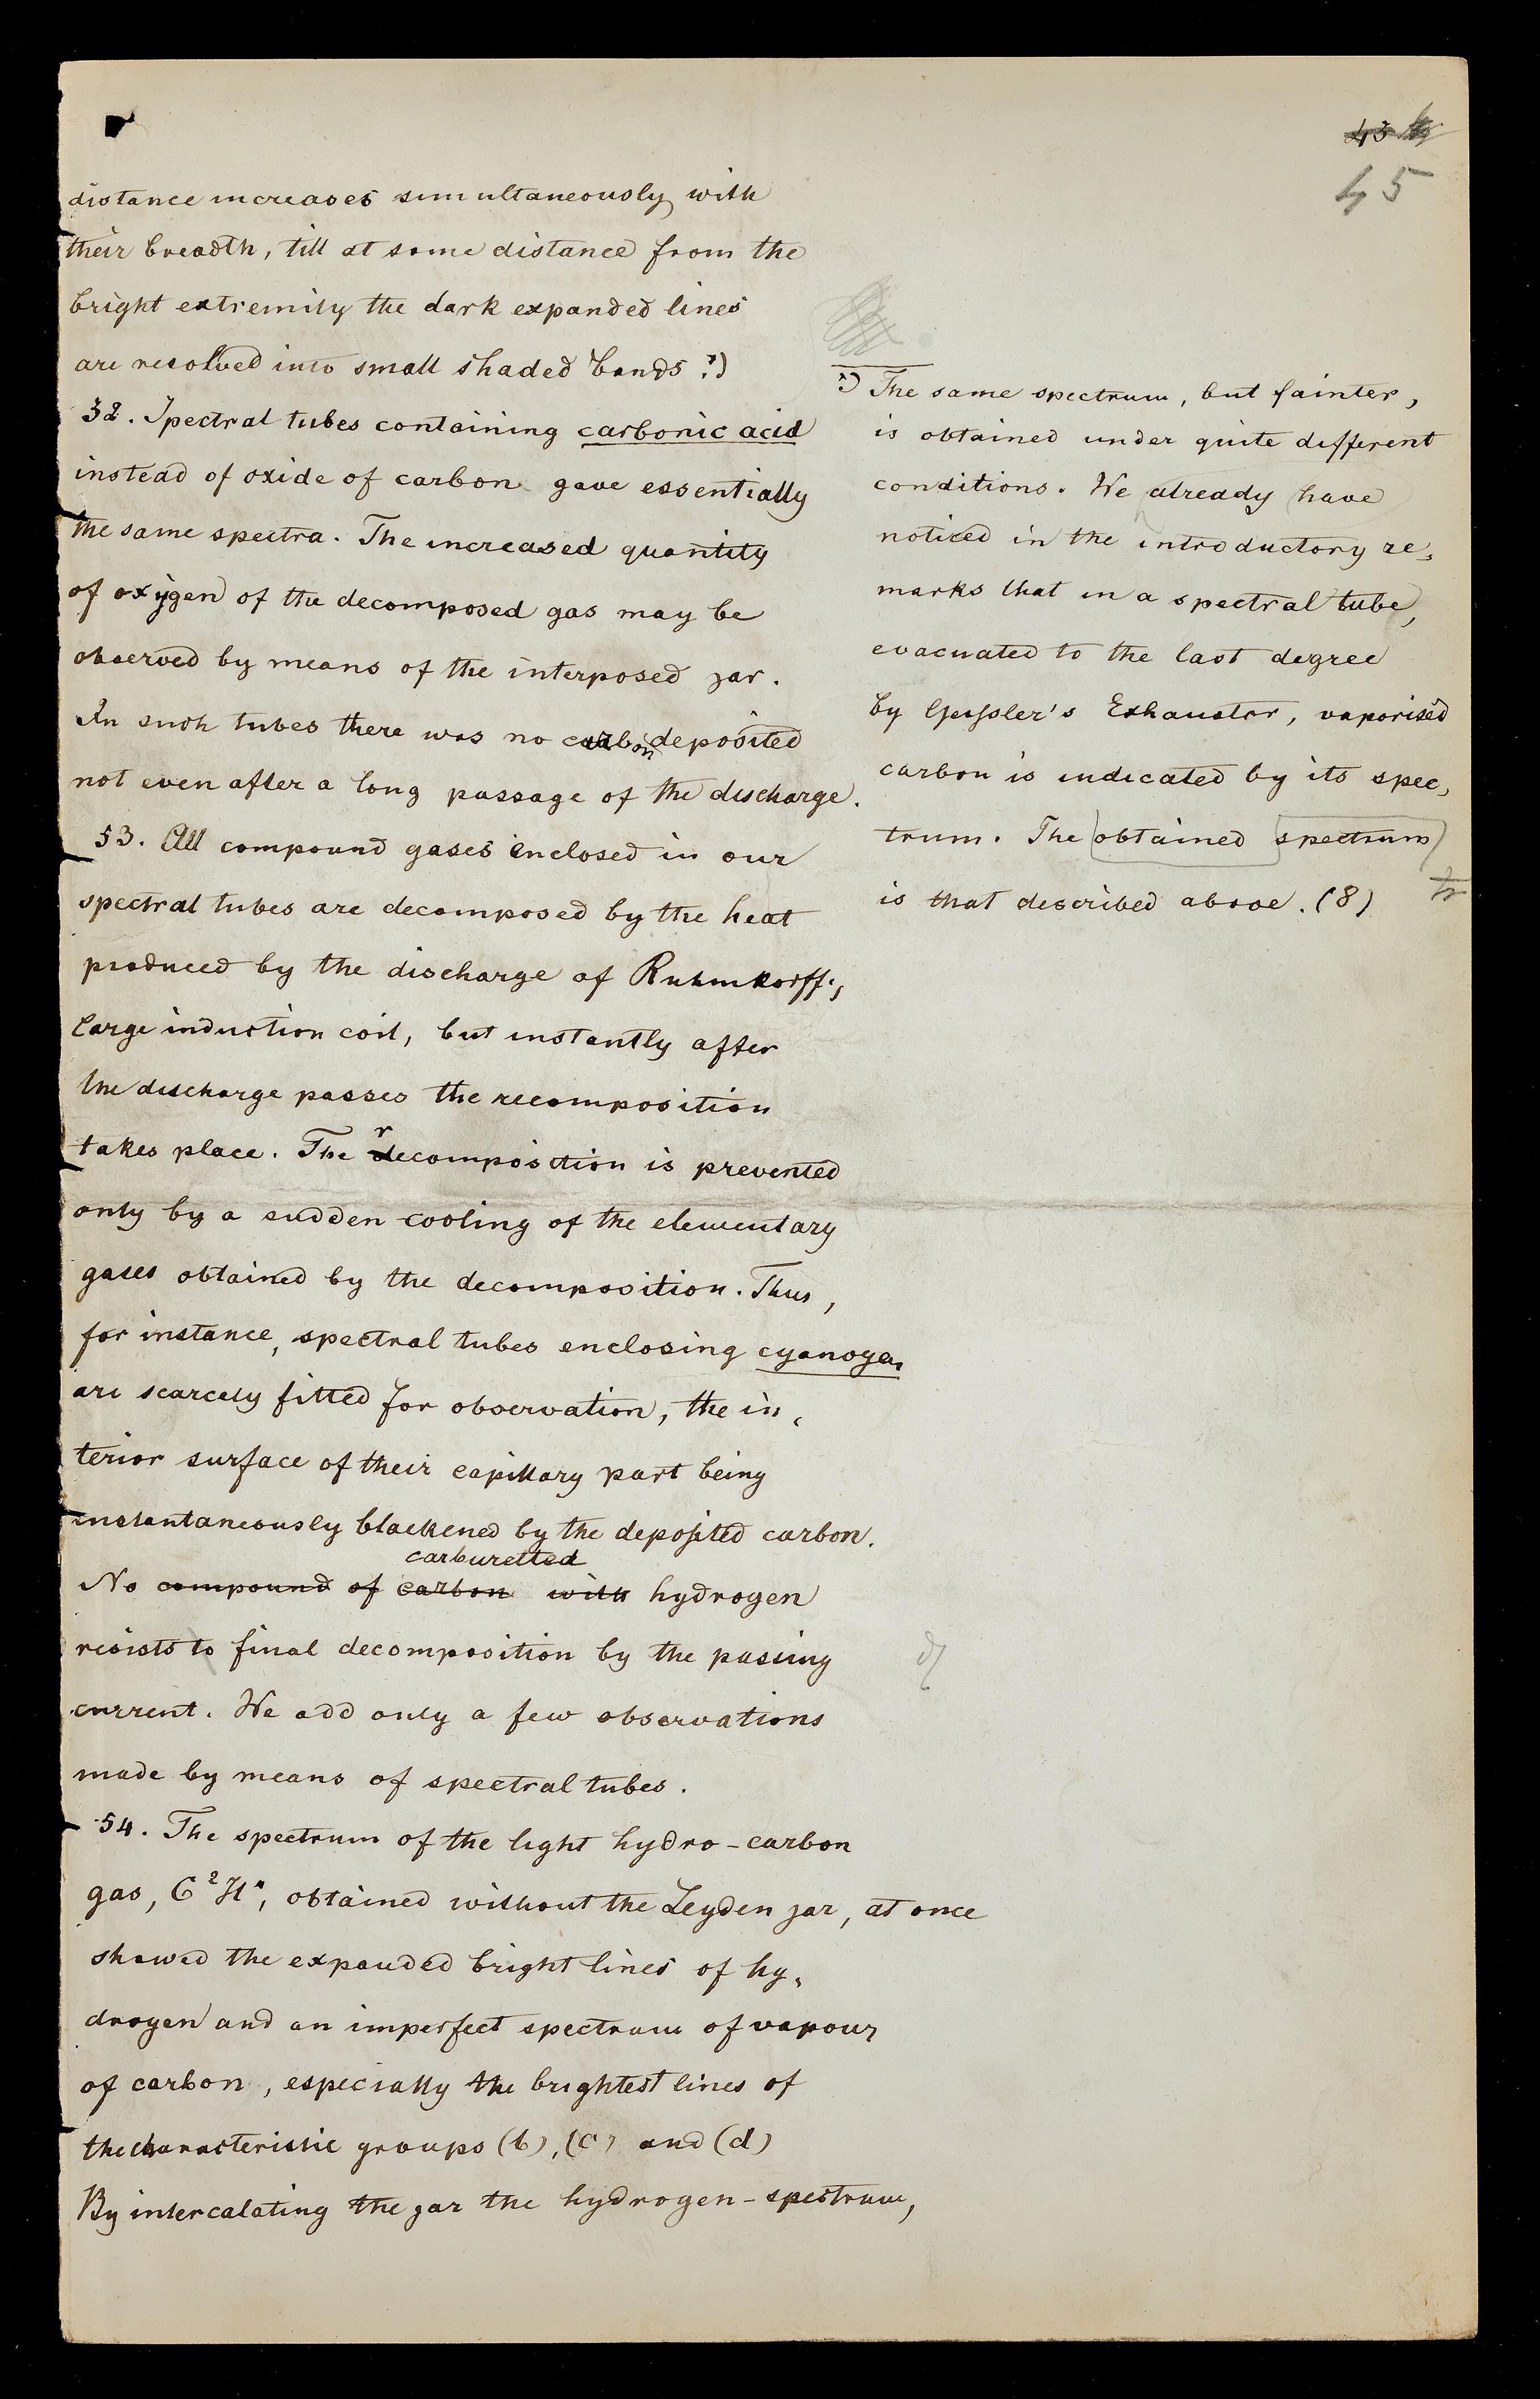 45
distance increases simultaneously with
their breadth, till at some distance from the
bright extremity the dark expanded lines
are resolved into small shaded bands.*)
32. Spectral tubes containing carbonic acid
instead of oxide of carbon gave essentially
the same spectra. The increased quantity
of oxygen of the decomposed gas may be
observed by means of the interposed jar.
In such tubes there was no carbon deposited
not even after a long passage of the discharge.
53. All compound gases enclosed in our
spectral tubes are decomposed by the heat
produced by the discharge of Ruhmkorff's
large induction coil, but instantly after
the discharge passes the recomposition
takes place. The recomposition is prevented
only by a sudden cooling of the elementary
gases obtained by the decomposition. Thus,
for instance, spectral tubes enclosing cyanogen
are scarcely fitted for observation, the in,
terior surface of their capillary part being
instantaneously blackened by the deposited carbon.
carburetted
No compound of carbon with hydrogen
resists to final decomposition by the passing
current. We add only a few observations
made by means of spectral tubes.
54. The spectrum of the light hydro-carbon
gas, C²H⁴, obtained without the Leyden jar, at once
showed the expanded bright lines of hy,
drogen and an imperfect spectrum of vapour
of carbon, especially the brightest lines of
the characteristic groups (b), (c) and (d)
By intercalating the jar the hydrogen-spectrum,
*) The same spectrum, but fainter,
is obtained under quite different
conditions. We already have
noticed in the introductory re,
marks that in a spectral tube,
evacuated to the last degree
by Geissler's Exhauster, vaporised
carbon is indicated by its spec,
trum. The obtained spectrum
is that described above. (8)
tr